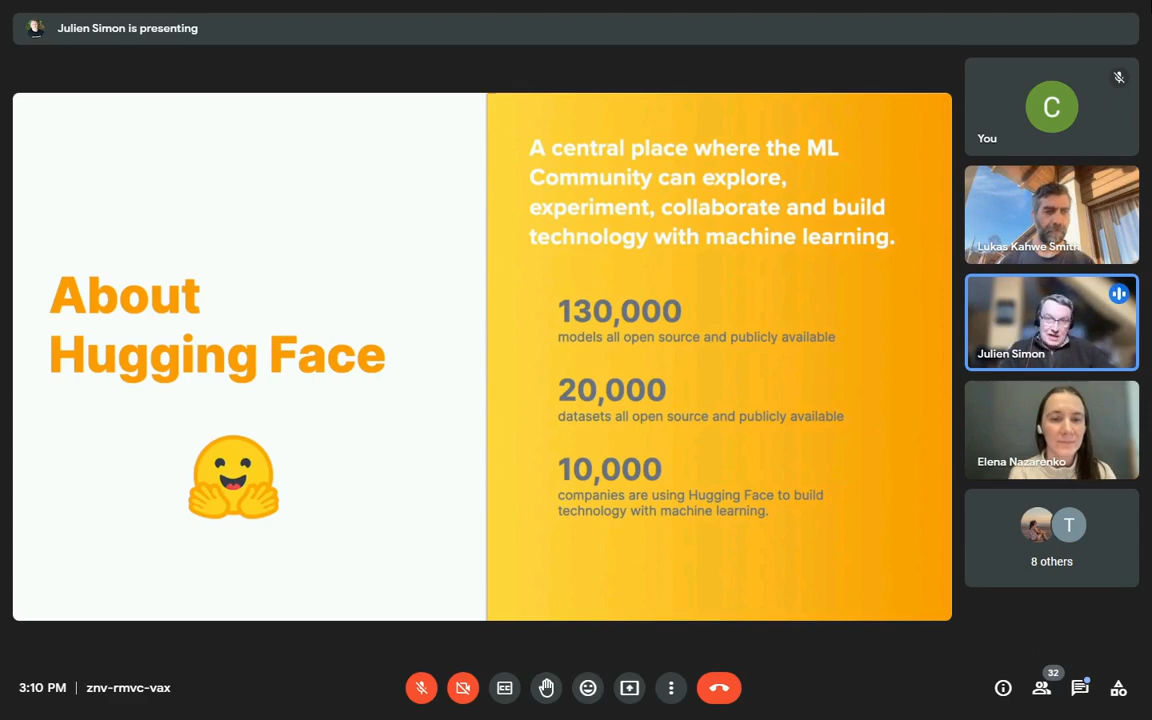 Julien Simon is presenting
About
Hugging Face
A central place where the ML
Community can explore,
experiment, collaborate and build
technology with machine learning.
130,000
models all open source and publicly available
20,000
datasets all open source and publicly available
10,000
companies are using Hugging Face to build
technology with machine learning.
C
You
Lukas Kahwe Smith
Julien Simon
Elena Nazarenko
T
8 others
3:10 PM
znv-rmvc-vax
CC
32